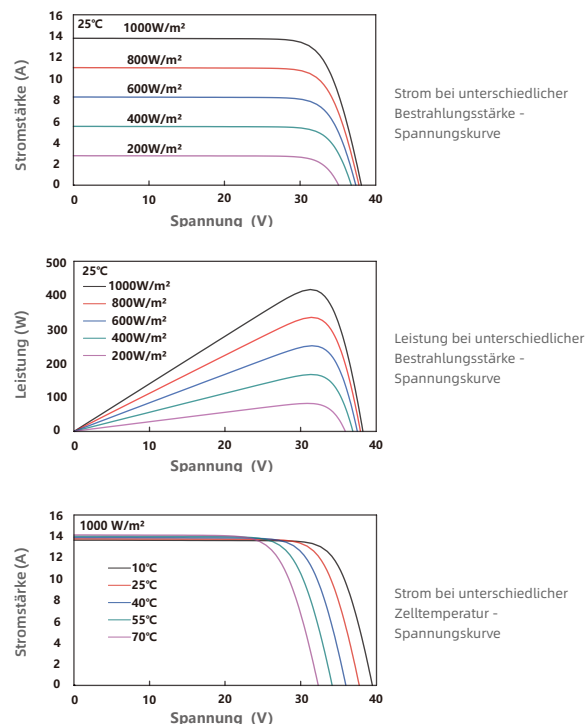 25℃
1000W/m²
800W/m²
600W/m²
400W/m²
200W/m²
16
14
12
10
8
6
4
2
0
Stromstärke (A)
0 10 20 30 40
Spannung (V)
Strom bei unterschiedlicher
Bestrahlungsstärke -
Spannungskurve
25℃
1000W/m²
800W/m²
600W/m²
400W/m²
200W/m²
500
400
300
200
100
0
Leistung (W)
0 10 20 30 40
Spannung (V)
Leistung bei unterschiedlicher
Bestrahlungsstärke -
Spannungskurve
1000 W/m²
10℃
25℃
40℃
55℃
70℃
16
14
12
10
8
6
4
2
0
Stromstärke (A)
0 10 20 30 40
Spannung (V)
Strom bei unterschiedlicher
Zelltemperatur -
Spannungskurve